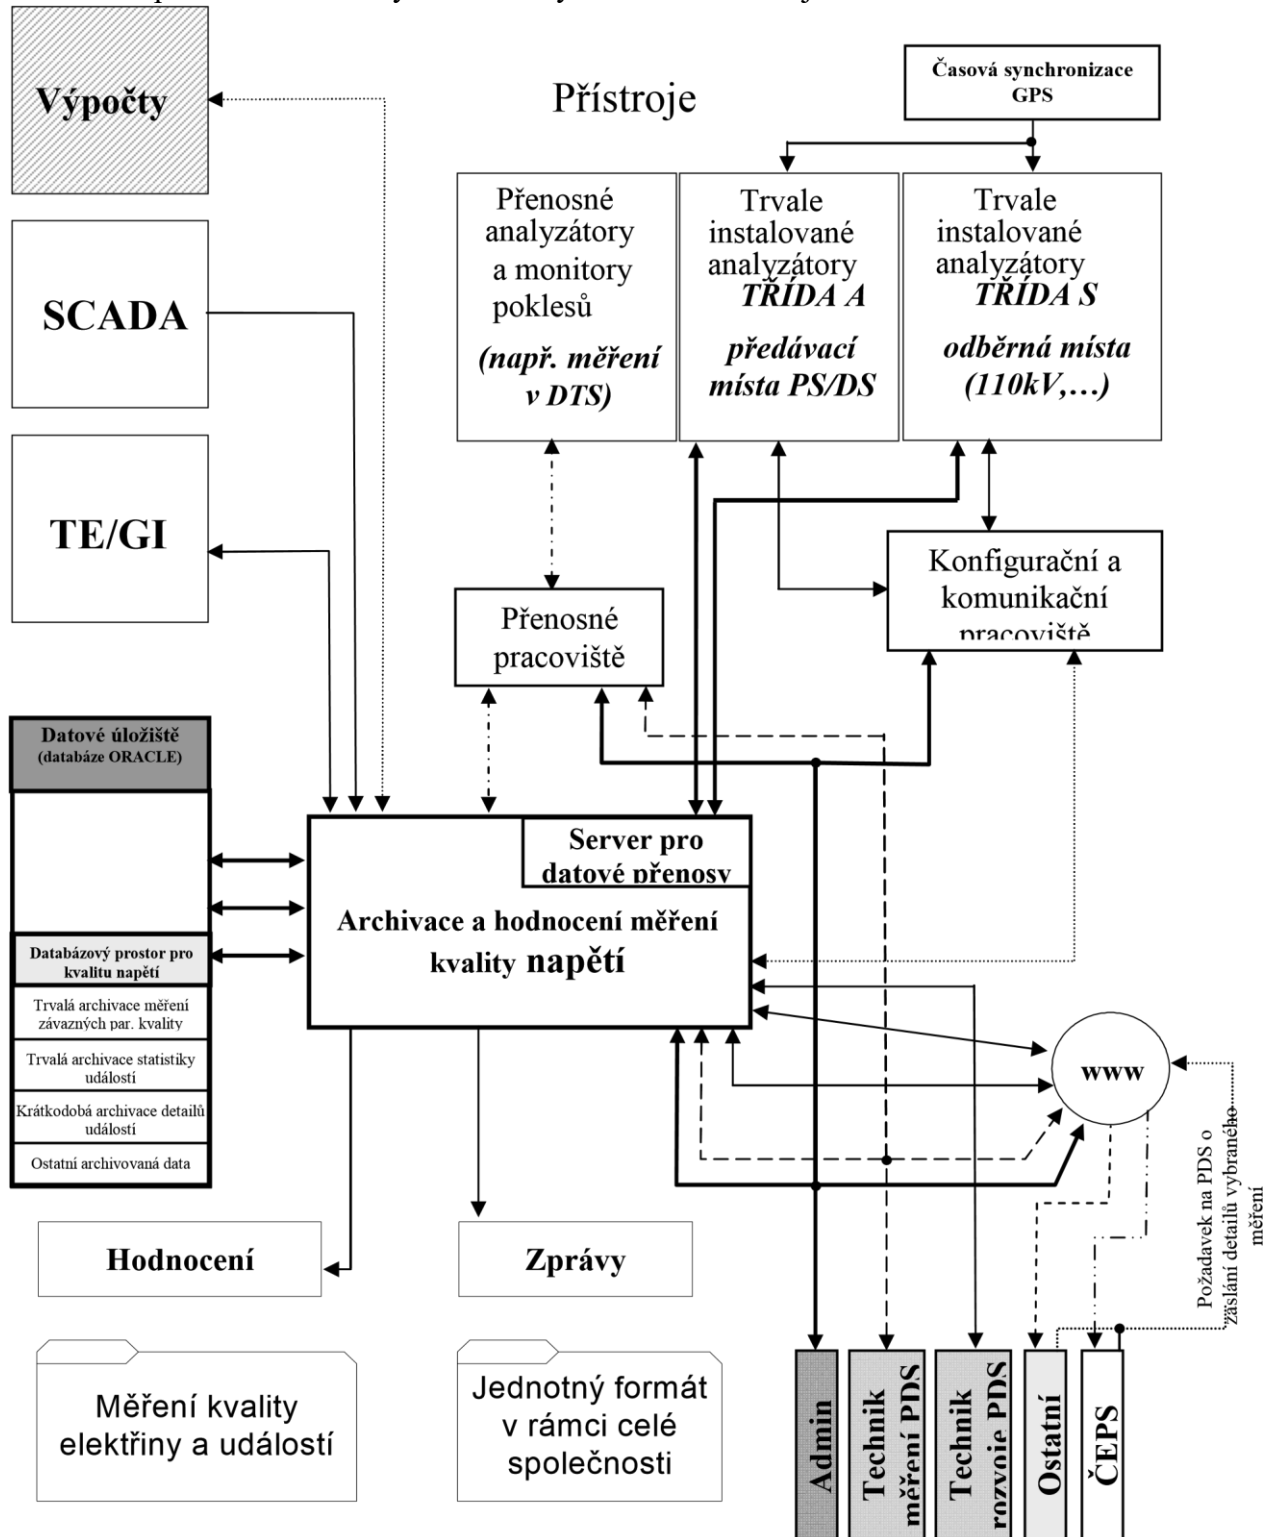 Výpočty
Přístroje
Časová synchronizace
GPS
Přenosné
analyzátory
a monitory
poklesů
(např. měření
v DTS)
Trvale
instalované
analyzátory
TŘÍDA A
předávací
místa PS/DS
Trvale
instalované
analyzátory
TŘÍDA S
odběrná místa
(110kV,…)
SCADA
TE/GI
Přenosné
pracoviště
Konfigurační a
komunikační
pracoviště
Datové úložiště
(databáze ORACLE)
Databázový prostor pro
kvalitu napětí
Trvalá archivace měření
závazných par. kvality
Trvalá archivace statistiky
událostí
Krátkodobá archivace detailů
událostí
Ostatní archivovaná data
Server pro
datové přenosy
Archivace a hodnocení měření
kvality napětí
www
Požadavek na PDS o
zaslání detailů vybraného
měření
Hodnocení
Zprávy
Měření kvality
elektřiny a událostí
Jednotný formát
v rámci celé
společnosti
Admin
Technik
měření PDS
Technik
rozvoje PDS
Ostatní
ČEPS